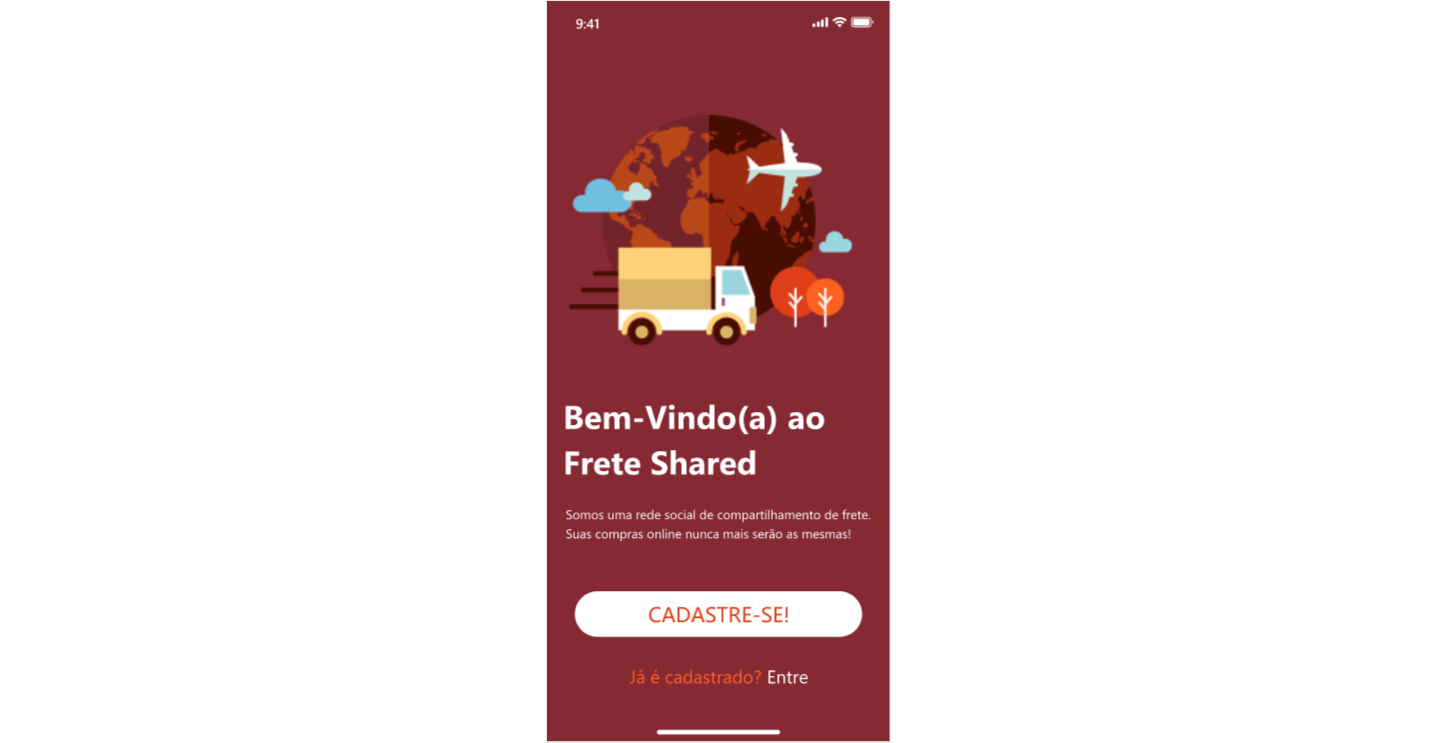 9:41
Bem-Vindo(a) ao
Frete Shared
Somos uma rede social de compartilhamento de frete.
Suas compras online nunca mais serão as mesmas!
CADASTRE-SE!
Já é cadastrado? Entre